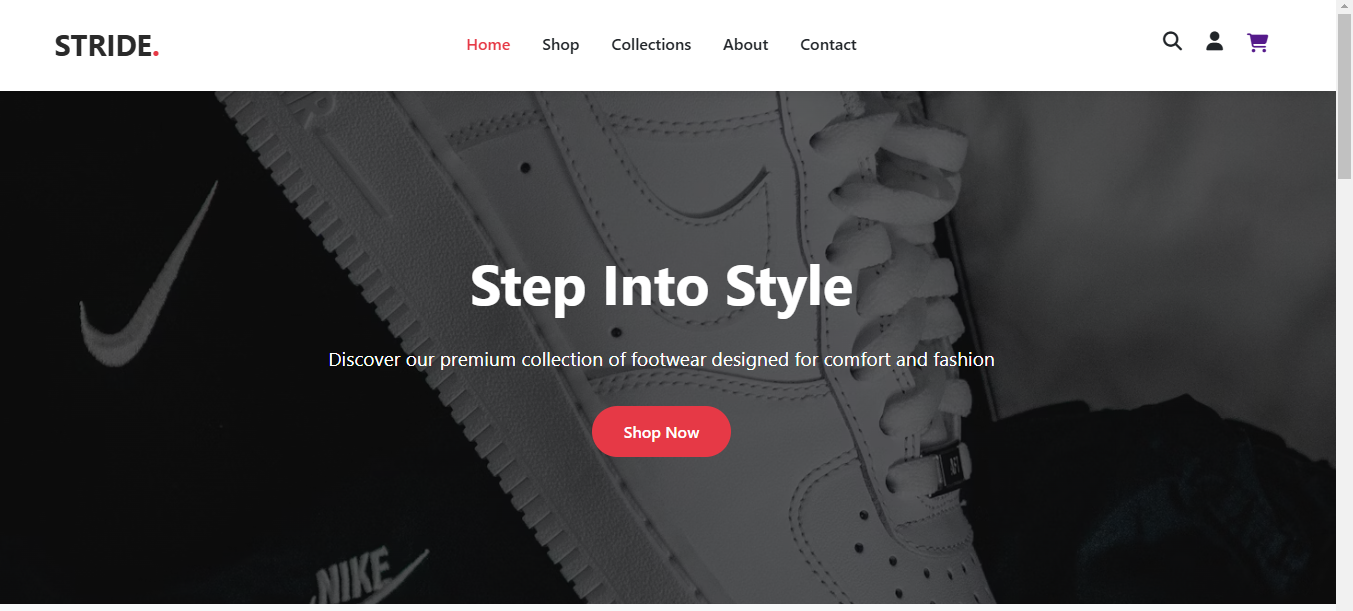 STRIDE.
Home Shop Collections About Contact
Step Into Style
Discover our premium collection of footwear designed for comfort and fashion
Shop Now
NIKE